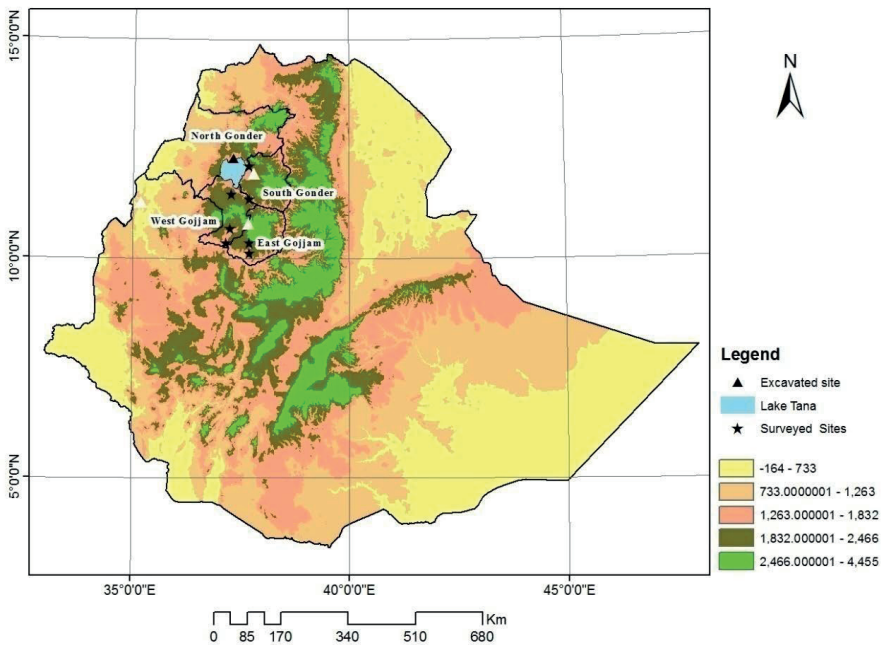 15°0'0"N
N
North Gonder
South Gonder
West Gojjam
East Gojjam
10°0'0"N
5°0'0"N
Legend
Excavated site
Lake Tana
Surveyed Sites
-164 - 733
733.0000001 - 1,263
1,263.000001 - 1,832
1,832.000001 - 2,466
2,466.000001 - 4,455
35°0'0"E
40°0'0"E
45°0'0"E
Km
0 85 170 340 510 680